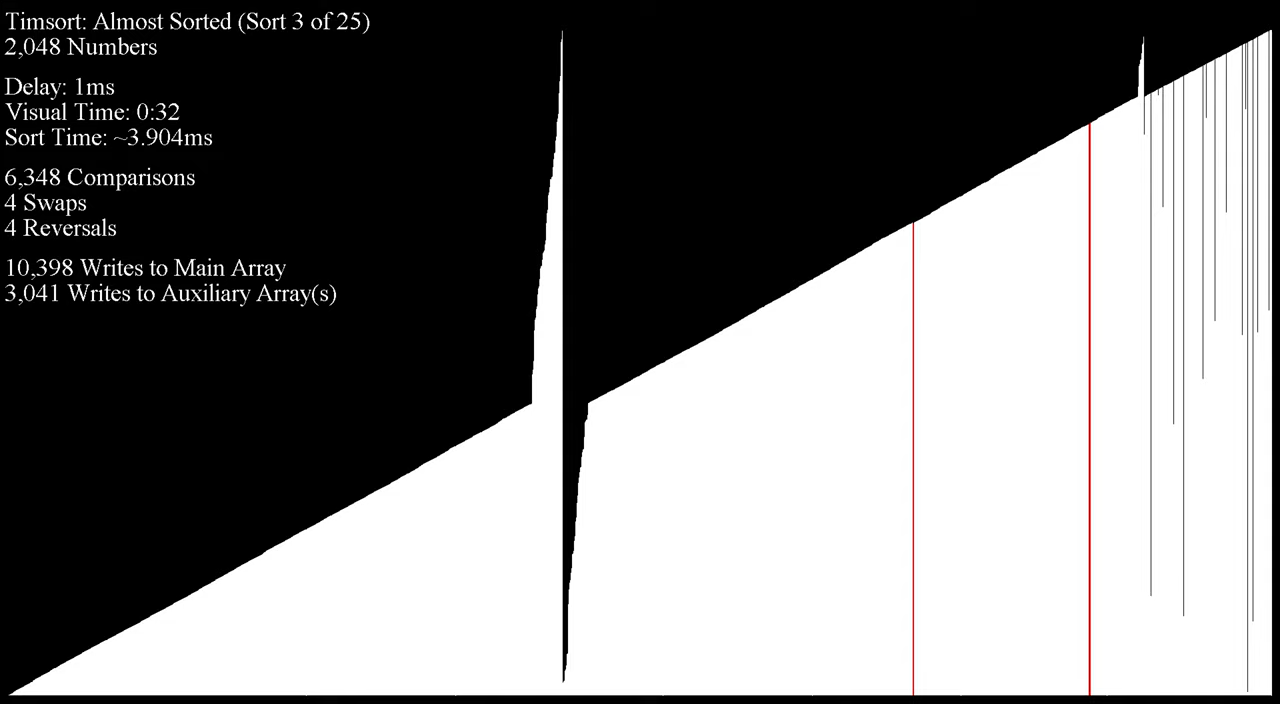 Timsort: Almost Sorted (Sort 3 of 25)
2,048 Numbers
Delay: 1ms
Visual Time: 0:32
Sort Time: ~3.904ms
6,348 Comparisons
4 Swaps
4 Reversals
10,398 Writes to Main Array
3,041 Writes to Auxiliary Array(s)